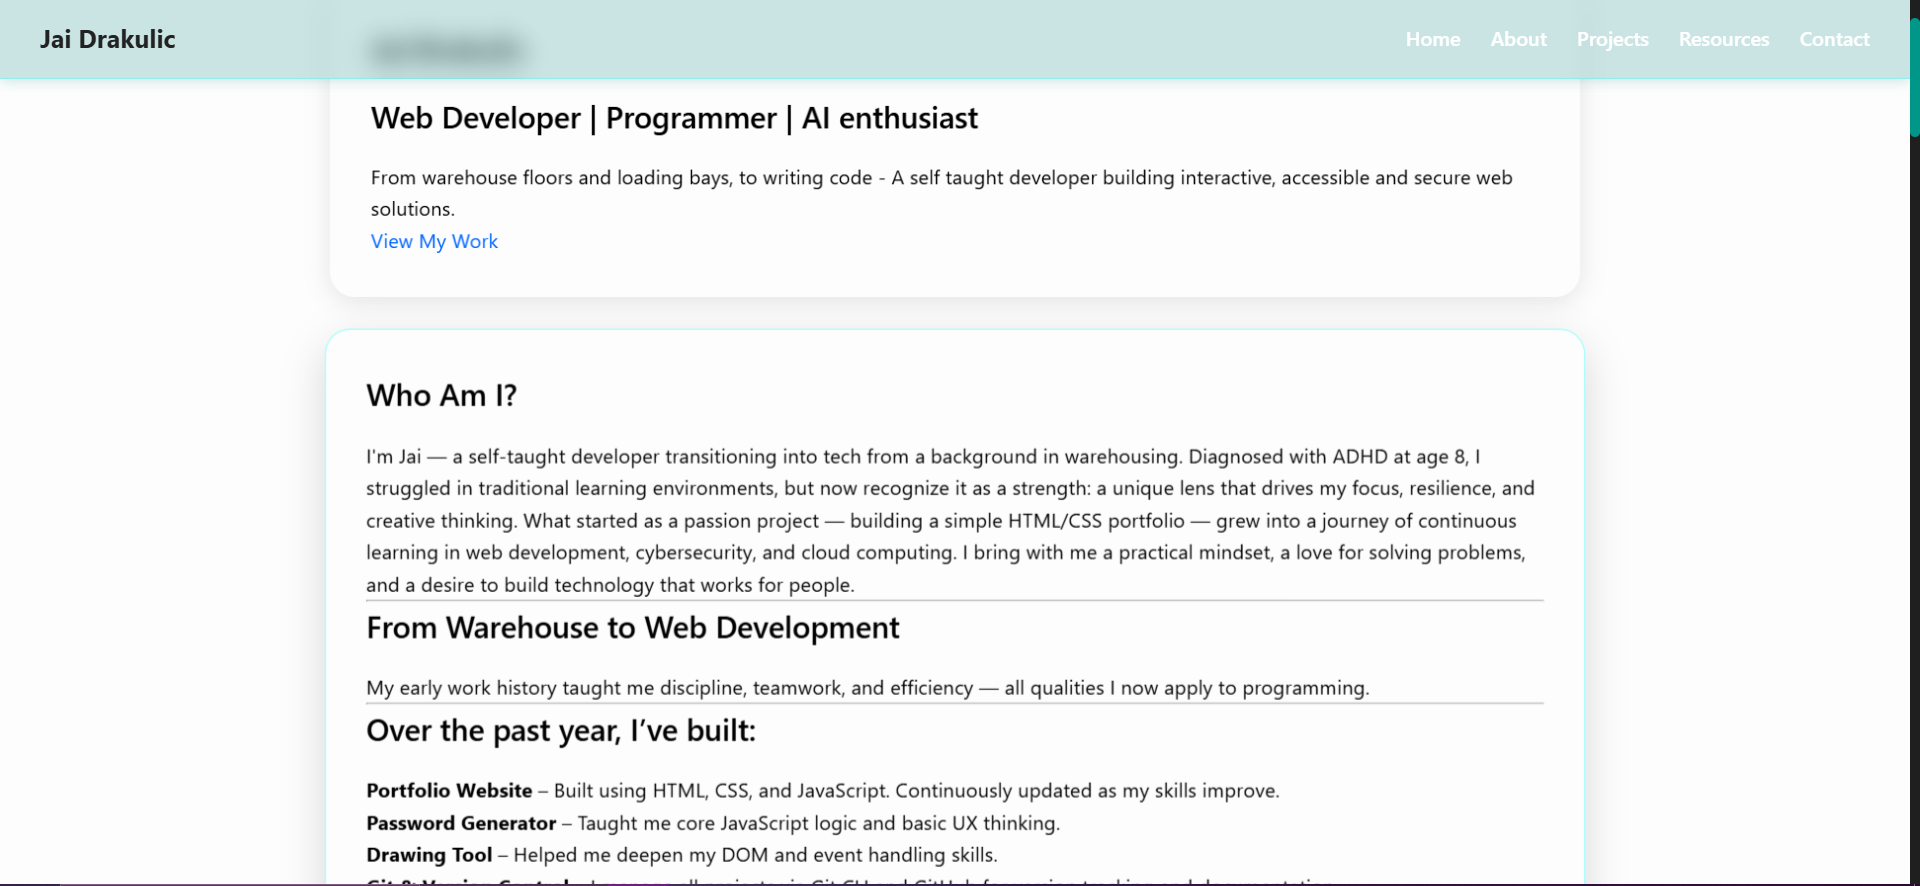 Jai Drakulic
Home About Projects Resources Contact
Web Developer | Programmer | AI enthusiast
From warehouse floors and loading bays, to writing code - A self taught developer building interactive, accessible and secure web
solutions.
View My Work
Who Am I?
I'm Jai — a self-taught developer transitioning into tech from a background in warehousing. Diagnosed with ADHD at age 8, I
struggled in traditional learning environments, but now recognize it as a strength: a unique lens that drives my focus, resilience, and
creative thinking. What started as a passion project — building a simple HTML/CSS portfolio — grew into a journey of continuous
learning in web development, cybersecurity, and cloud computing. I bring with me a practical mindset, a love for solving problems,
and a desire to build technology that works for people.
From Warehouse to Web Development
My early work history taught me discipline, teamwork, and efficiency — all qualities I now apply to programming.
Over the past year, I’ve built:
Portfolio Website – Built using HTML, CSS, and JavaScript. Continuously updated as my skills improve.
Password Generator – Taught me core JavaScript logic and basic UX thinking.
Drawing Tool – Helped me deepen my DOM and event handling skills.